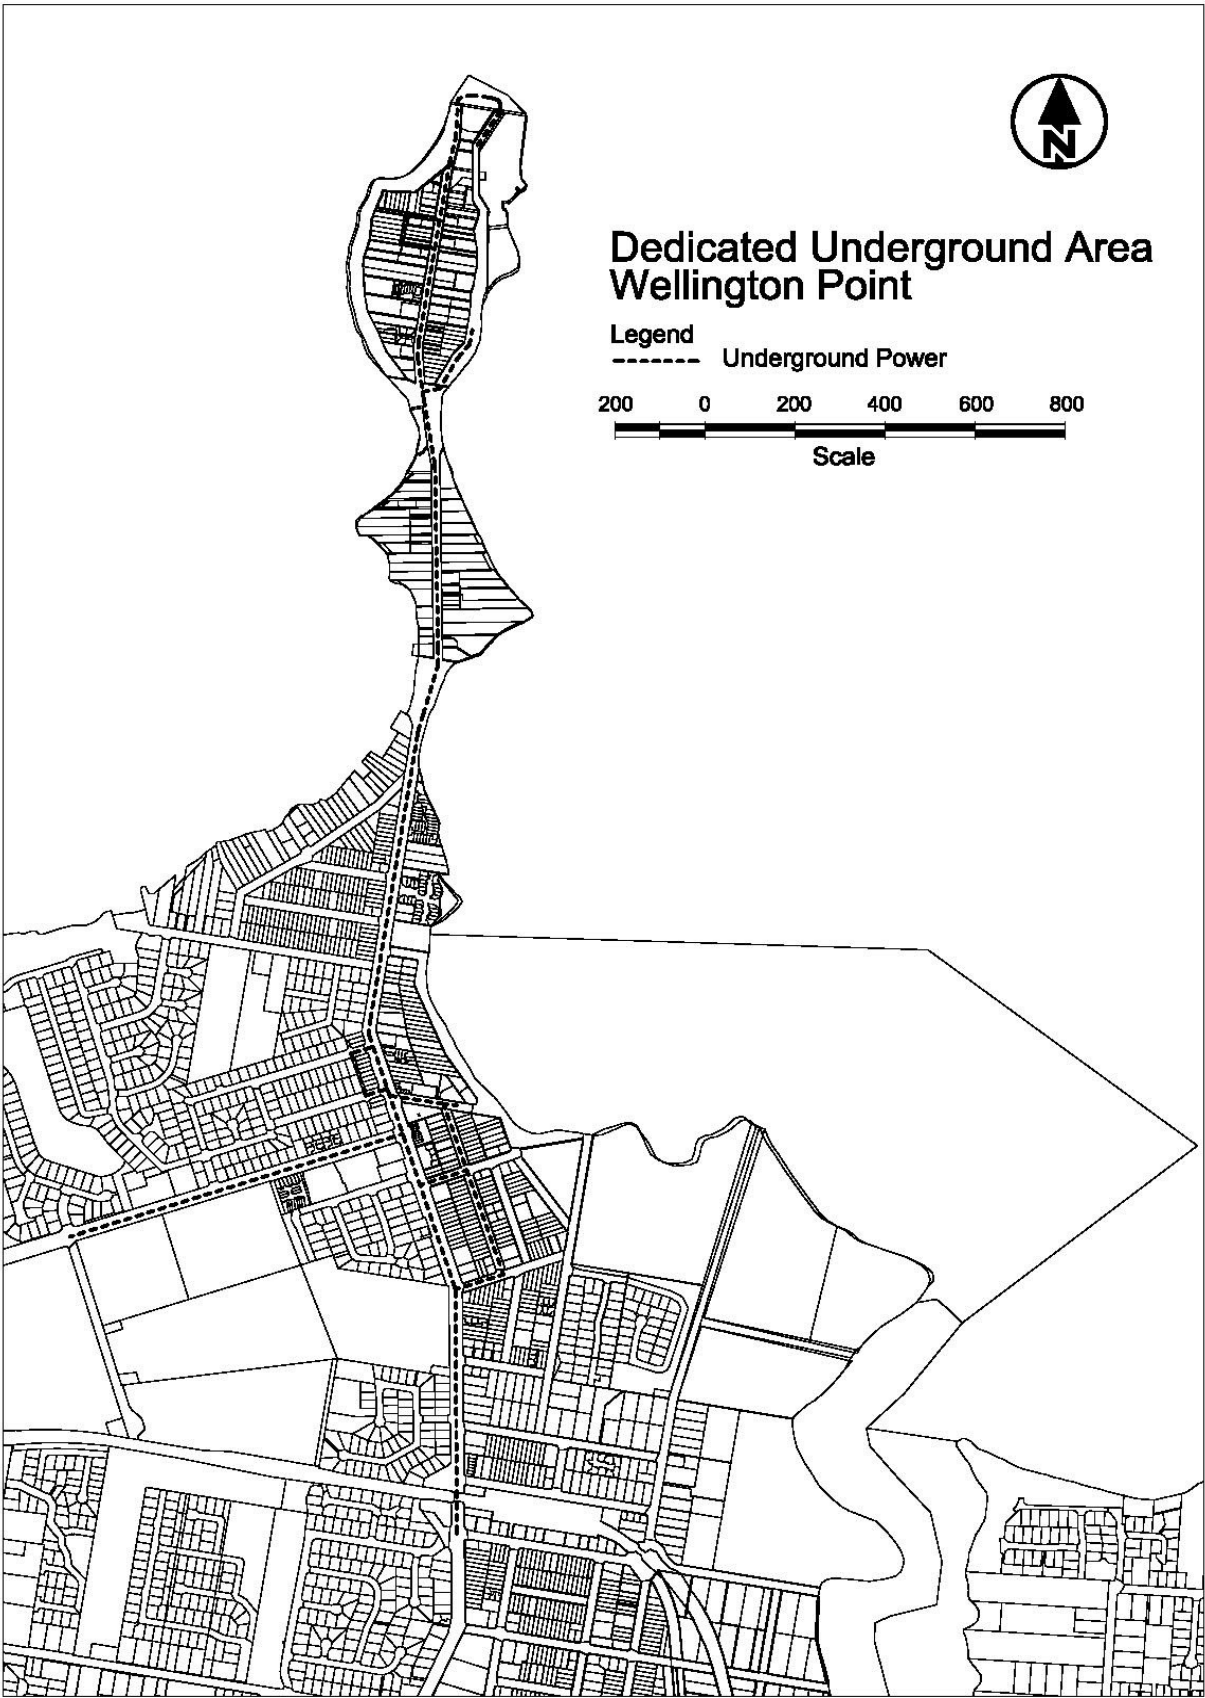 N
Dedicated Underground Area
Wellington Point
Legend
Underground Power
200 0 200 400 600 800
Scale